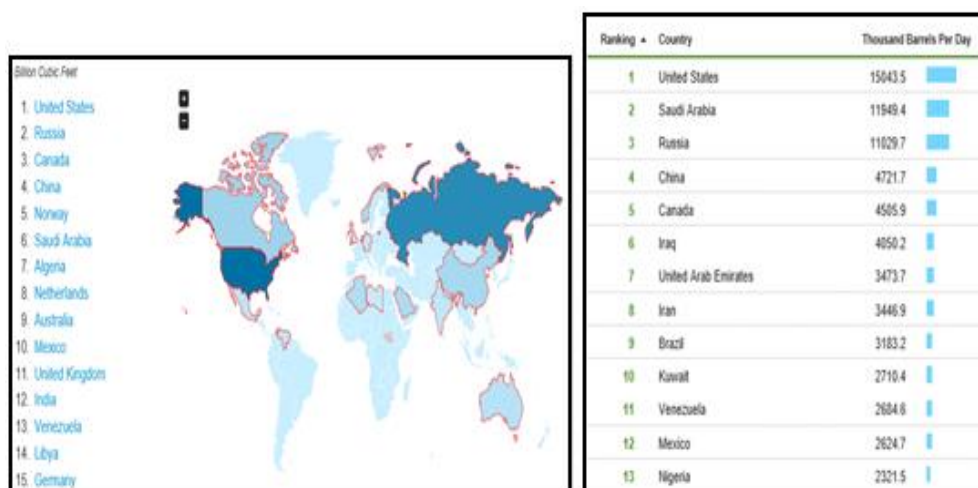 Billion Cubic Feet
1. United States
2. Russia
3. Canada
4. China
5. Norway
6. Saudi Arabia
7. Algeria
8. Netherlands
9. Australia
10. Mexico
11. United Kingdom
12. India
13. Venezuela
14. Libya
15. Germany
+
−
Ranking ▲ Country Thousand Barrels Per Day
1 United States 15043.5
2 Saudi Arabia 11949.4
3 Russia 11029.7
4 China 4721.7
5 Canada 4505.9
6 Iraq 4050.2
7 United Arab Emirates 3473.7
8 Iran 3446.9
9 Brazil 3183.2
10 Kuwait 2710.4
11 Venezuela 2684.6
12 Mexico 2624.7
13 Nigeria 2321.5